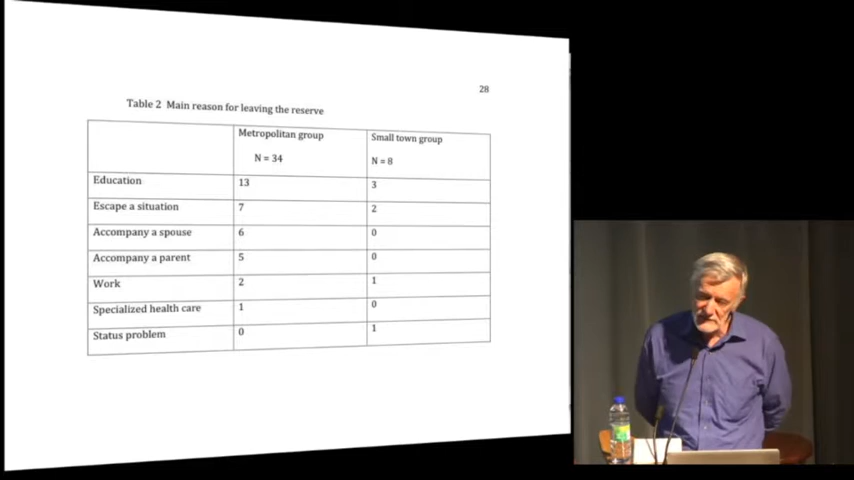 28
Table 2 Main reason for leaving the reserve
Metropolitan group Small town group
N = 34 N = 8
Education 13 3
Escape a situation 7 2
Accompany a spouse 6 0
Accompany a parent 5 0
Work 2 1
Specialized health care 1 0
Status problem 0 1